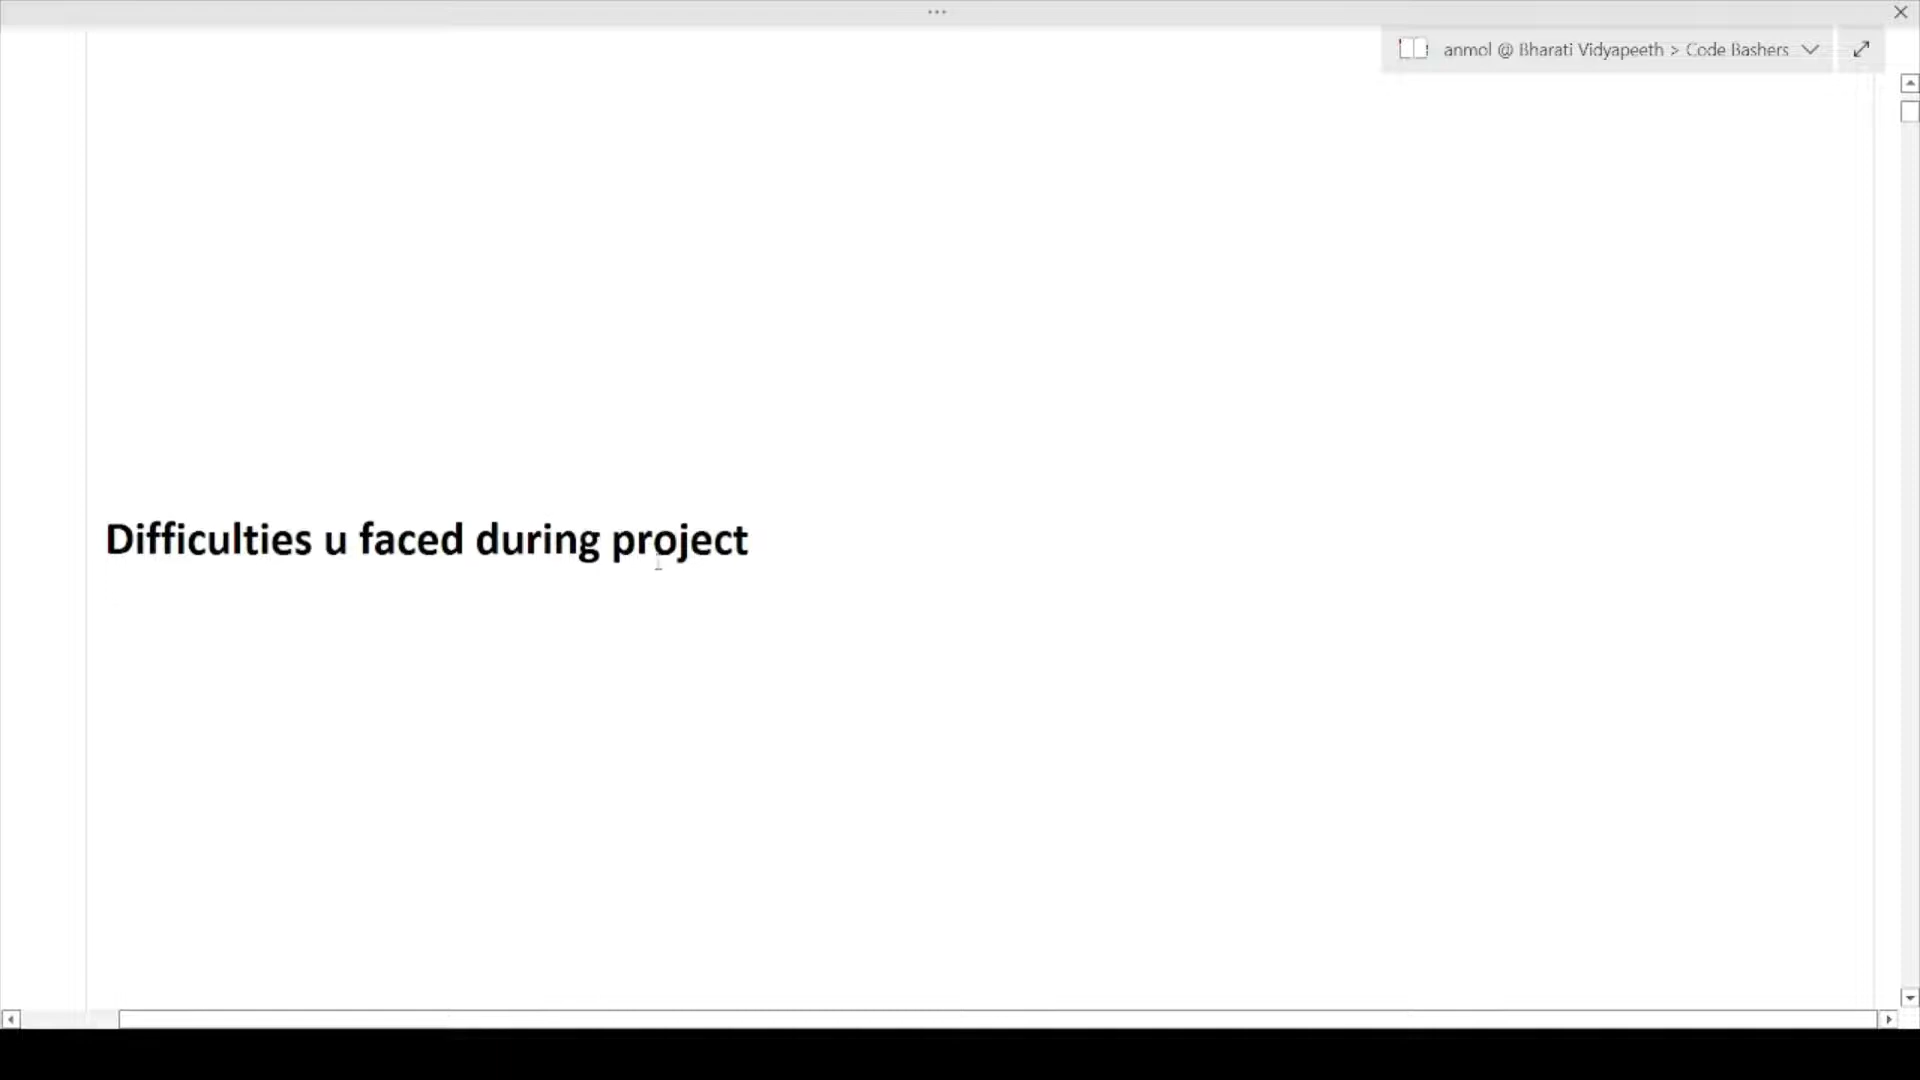 anmol @ Bharati Vidyapeeth > Code Bashers
Difficulties u faced during project